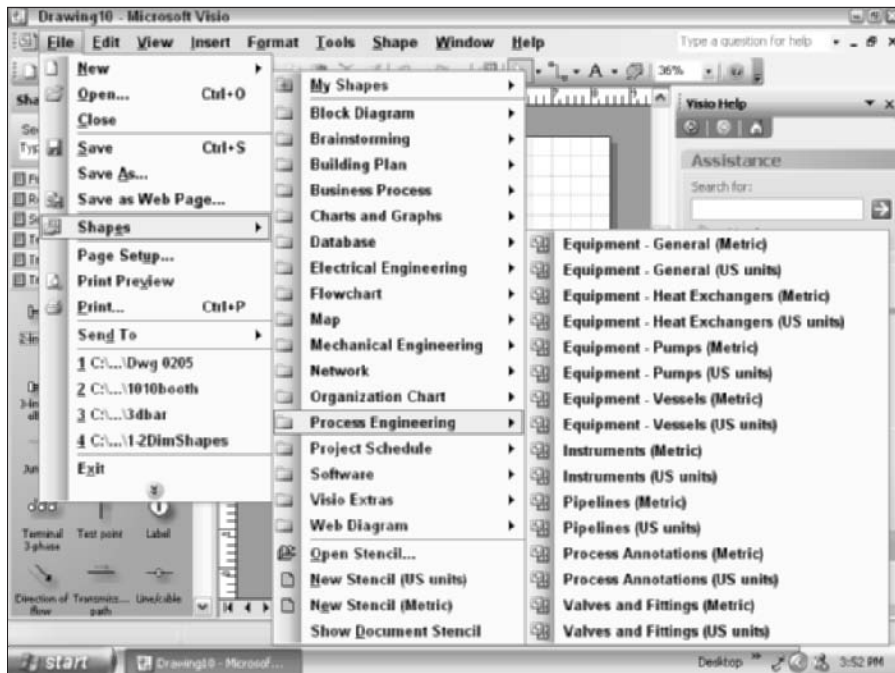 Drawing10 - Microsoft Visio
File Edit View Insert Format Tools Shape Window Help
Type a question for help
36%
New
Open... Ctrl+O
Close
Save Ctrl+S
Save As...
Save as Web Page...
Shapes
Page Setup...
Print Preview
Print... Ctrl+P
Send To
1 C:\...\Dwg 0205
2 C:\...\1010booth
3 C:\...\3dbar
4 C:\...\1-2DimShapes
Exit
My Shapes
Block Diagram
Brainstorming
Building Plan
Business Process
Charts and Graphs
Database
Electrical Engineering
Flowchart
Map
Mechanical Engineering
Network
Organization Chart
Process Engineering
Project Schedule
Software
Visio Extras
Web Diagram
Open Stencil...
New Stencil (US units)
New Stencil (Metric)
Show Document Stencil
Equipment - General (Metric)
Equipment - General (US units)
Equipment - Heat Exchangers (Metric)
Equipment - Heat Exchangers (US units)
Equipment - Pumps (Metric)
Equipment - Pumps (US units)
Equipment - Vessels (Metric)
Equipment - Vessels (US units)
Instruments (Metric)
Instruments (US units)
Pipelines (Metric)
Pipelines (US units)
Process Annotations (Metric)
Process Annotations (US units)
Valves and Fittings (Metric)
Valves and Fittings (US units)
Visio Help
Assistance
Search for:
Terminal Test point Label
3-phase
Direction of Transmiss... Line/cable
flow path
start
Drawing10 - Microsof...
Desktop
3:52 PM